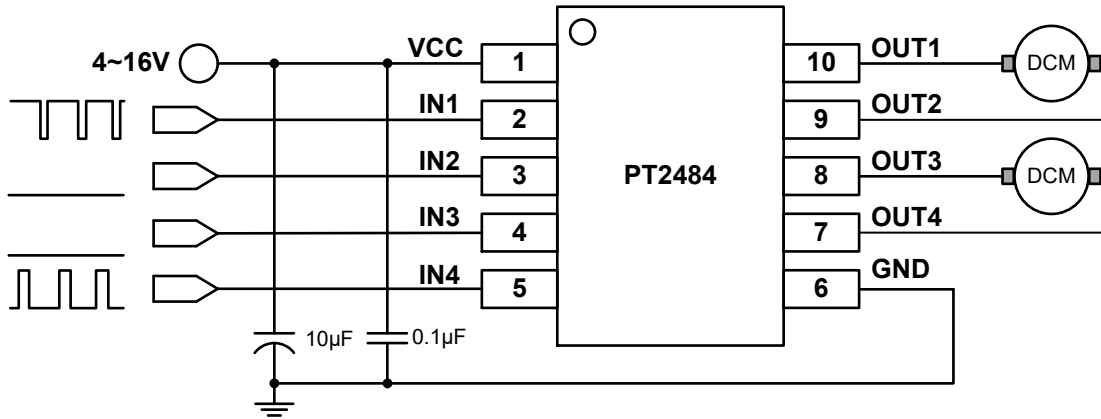 4~16V
VCC
1
10
OUT1
DCM
IN1
2
9
OUT2
IN2
3
PT2484
8
OUT3
DCM
IN3
4
7
OUT4
IN4
5
6
GND
10µF
0.1µF